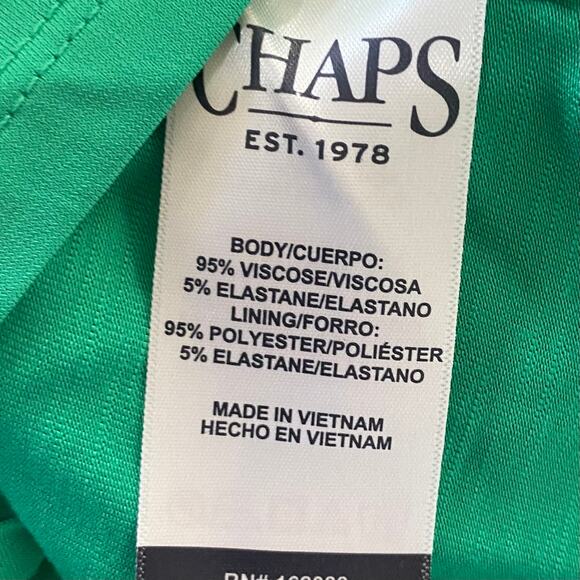 CHAPS
EST. 1978
BODY/CUERPO:
95% VISCOSE/VISCOSA
5% ELASTANE/ELASTANO
LINING/FORRO:
95% POLYESTER/POLIÉSTER
5% ELASTANE/ELASTANO
MADE IN VIETNAM
HECHO EN VIETNAM
RN#